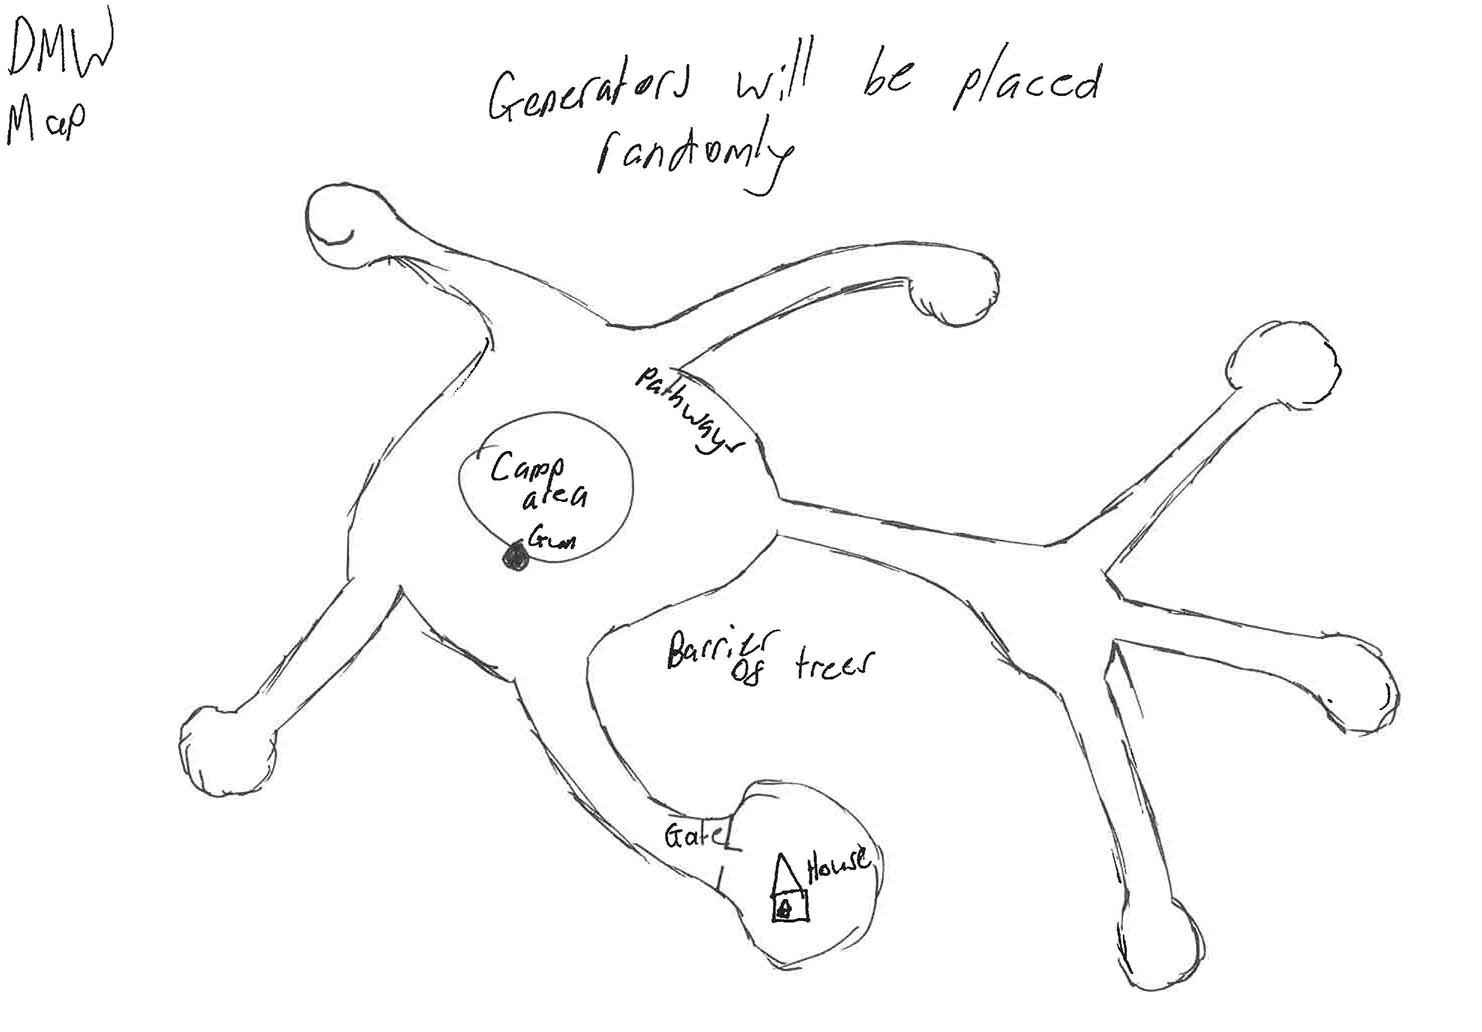 DMW
Map
Generators will be placed
randomly
Pathways
Camp
area
Gun
Barrier
Of trees
Gate
House